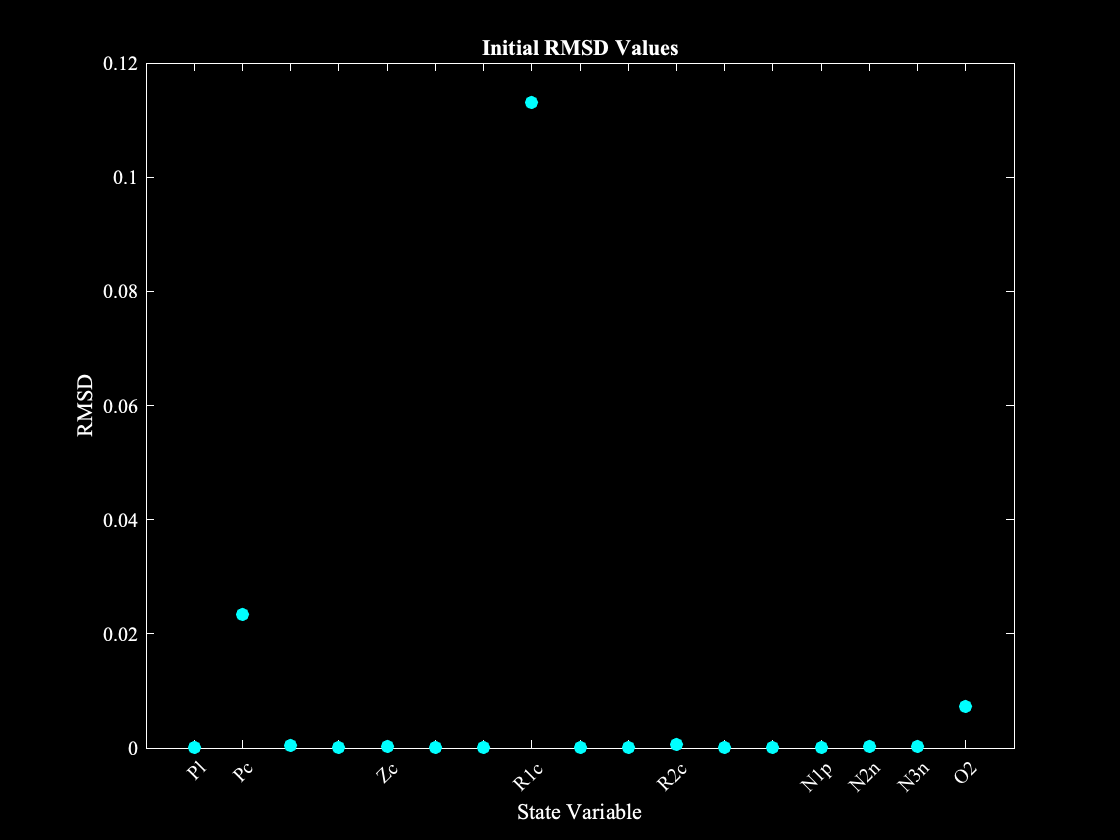 Initial RMSD Values
0.12
0.1
0.08
0.06
0.04
0.02
0
RMSD
Pl
Pc
Zc
R1c
R2c
N1p
N2n
N3n
O2
State Variable